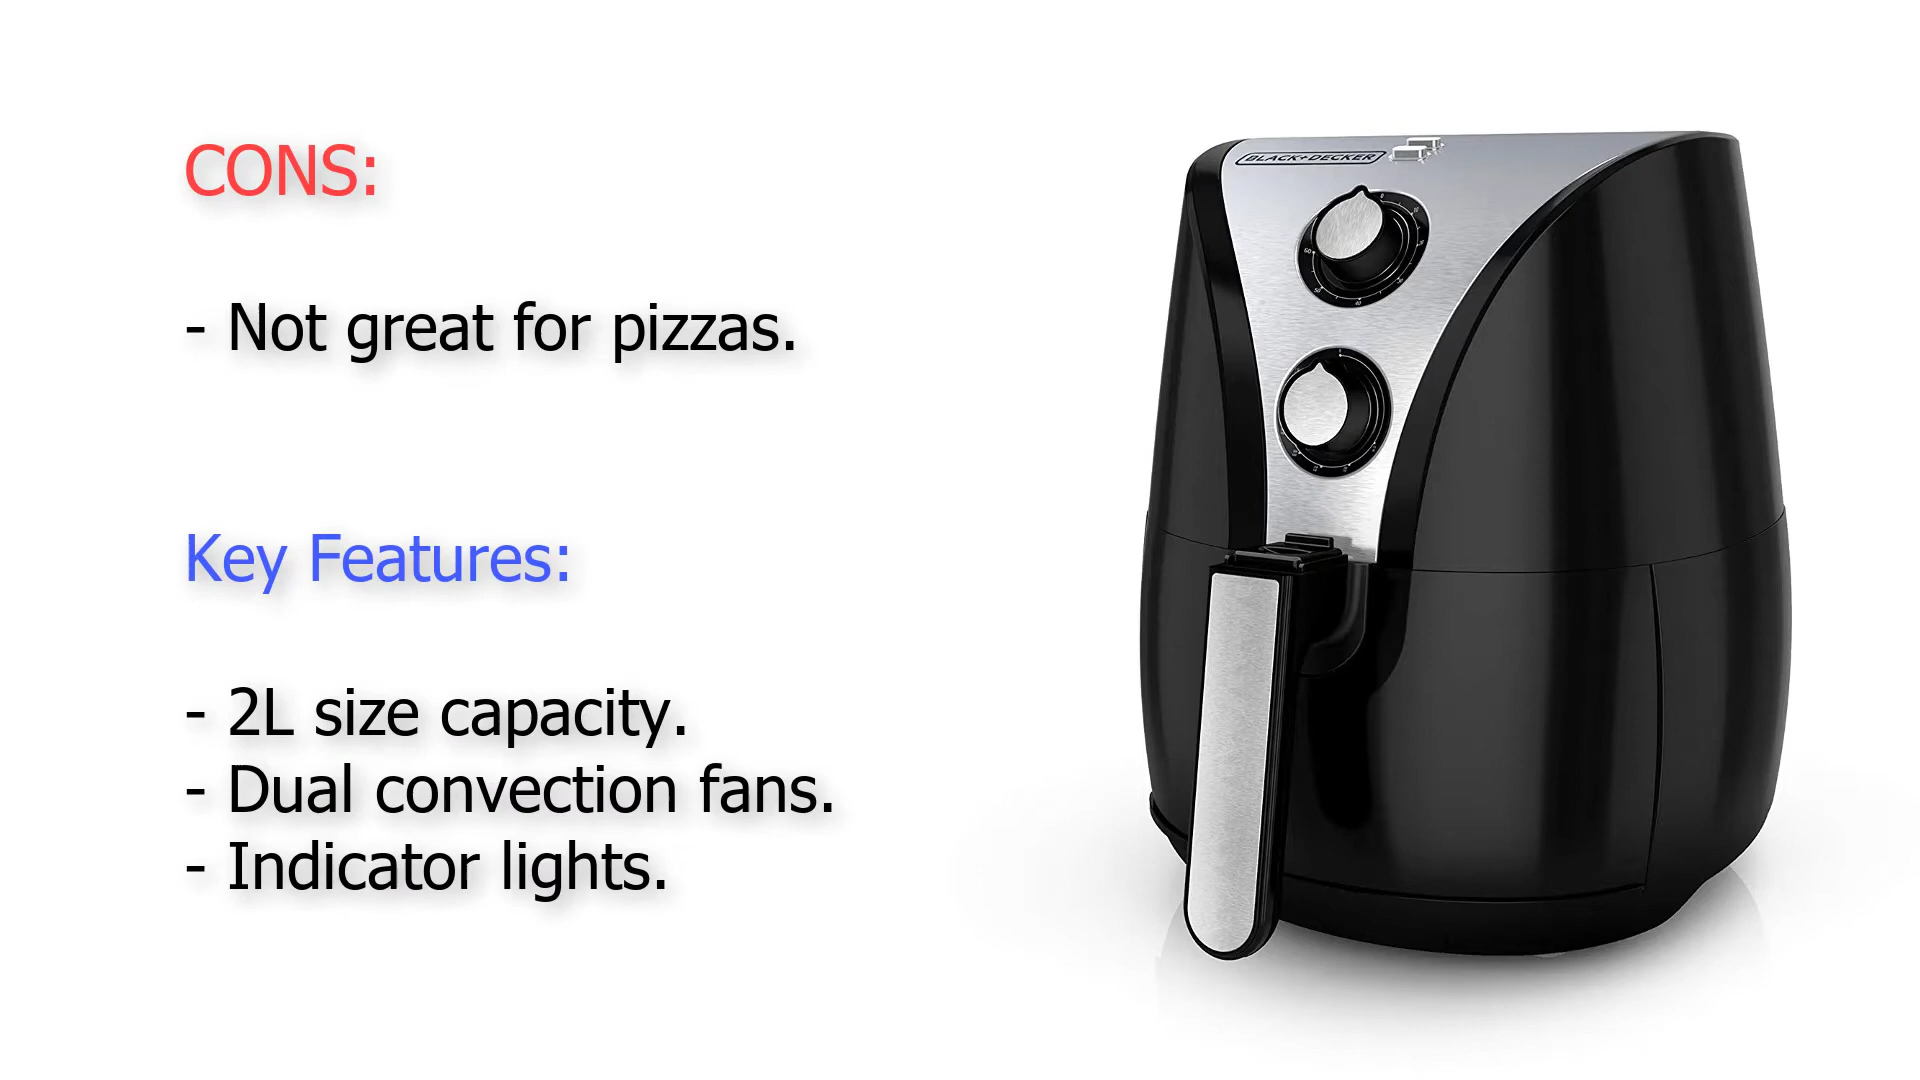 CONS:
- Not great for pizzas.
Key Features:
- 2L size capacity.
- Dual convection fans.
- Indicator lights.
BLACK+DECKER